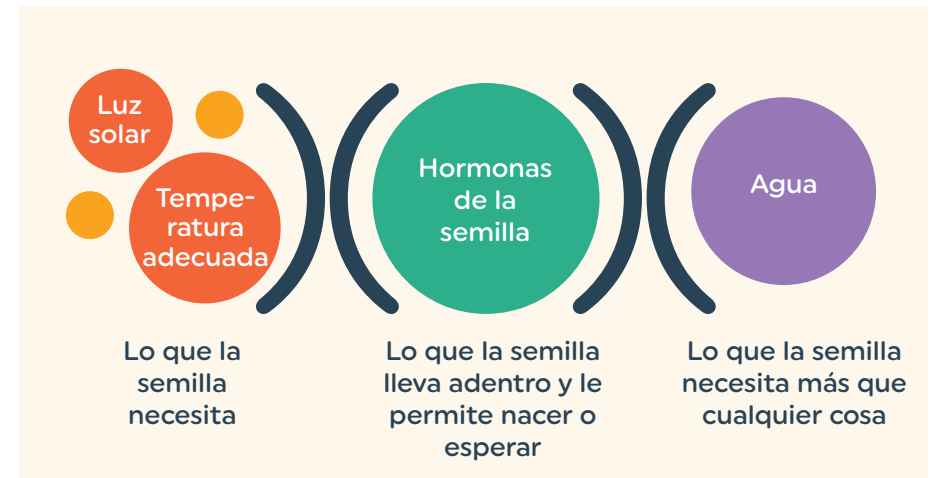 Luz
solar
Tempe-
ratura
adecuada
Hormonas
de la
semilla
Agua
Lo que la
semilla
necesita
Lo que la semilla
lleva adentro y le
permite nacer o
esperar
Lo que la semilla
necesita más que
cualquier cosa